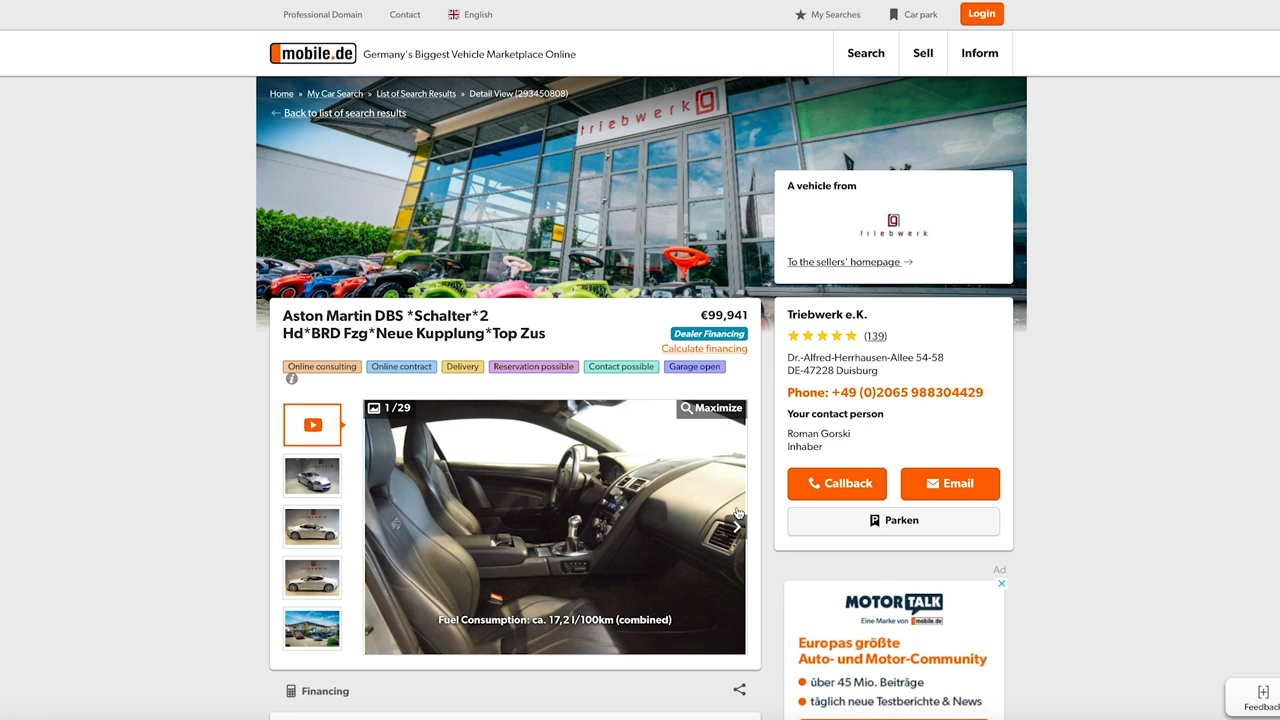 Professional Domain
Contact
English
My Searches
Car park
Login
mobile.de
Germany's Biggest Vehicle Marketplace Online
Search
Sell
Inform
Home » My Car Search » List of Search Results » Detail View (293450808)
← Back to list of search results
triebwerk
A vehicle from
triebwerk
To the sellers' homepage →
Aston Martin DBS *Schalter*2
Hd*BRD Fzg*Neue Kupplung*Top Zus
€99,941
Dealer Financing
Calculate financing
Online consulting
Online contract
Delivery
Reservation possible
Contact possible
Garage open
1/29
Maximize
Fuel Consumption: ca. 17,2 l/100km (combined)
Financing
Triebwerk e.K.
(139)
Dr.-Alfred-Herrhausen-Allee 54-58
DE-47228 Duisburg
Phone: +49 (0)2065 988304429
Your contact person
Roman Gorski
Inhaber
Callback
Email
Parken
Ad
MOTORTALK
Eine Marke von mobile.de
Europas größte
Auto- und Motor-Community
über 45 Mio. Beiträge
täglich neue Testberichte & News
[+]
Feedback